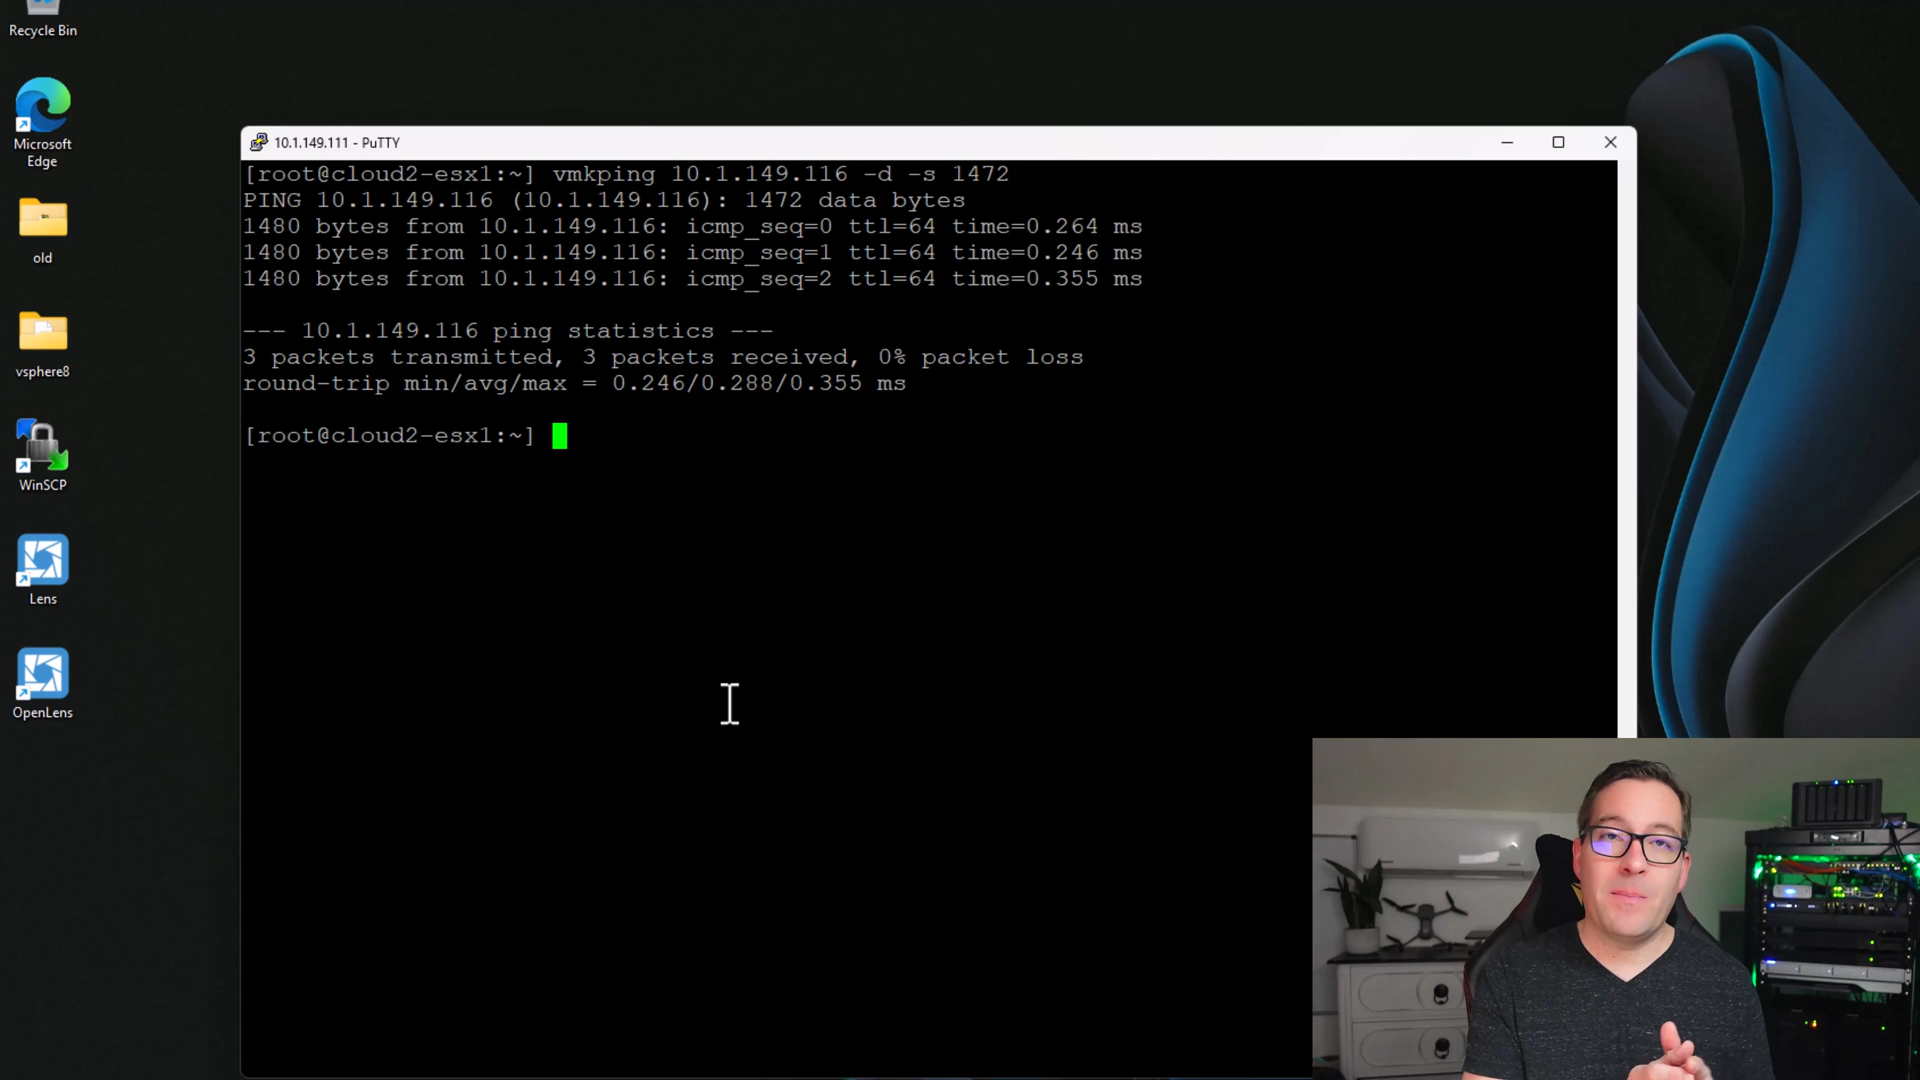 Recycle Bin
Microsoft
Edge
old
vsphere8
WinSCP
Lens
OpenLens
10.1.149.111 - PuTTY
[root@cloud2-esx1:~] vmkping 10.1.149.116 -d -s 1472
PING 10.1.149.116 (10.1.149.116): 1472 data bytes
1480 bytes from 10.1.149.116: icmp_seq=0 ttl=64 time=0.264 ms
1480 bytes from 10.1.149.116: icmp_seq=1 ttl=64 time=0.246 ms
1480 bytes from 10.1.149.116: icmp_seq=2 ttl=64 time=0.355 ms
--- 10.1.149.116 ping statistics ---
3 packets transmitted, 3 packets received, 0% packet loss
round-trip min/avg/max = 0.246/0.288/0.355 ms
[root@cloud2-esx1:~]